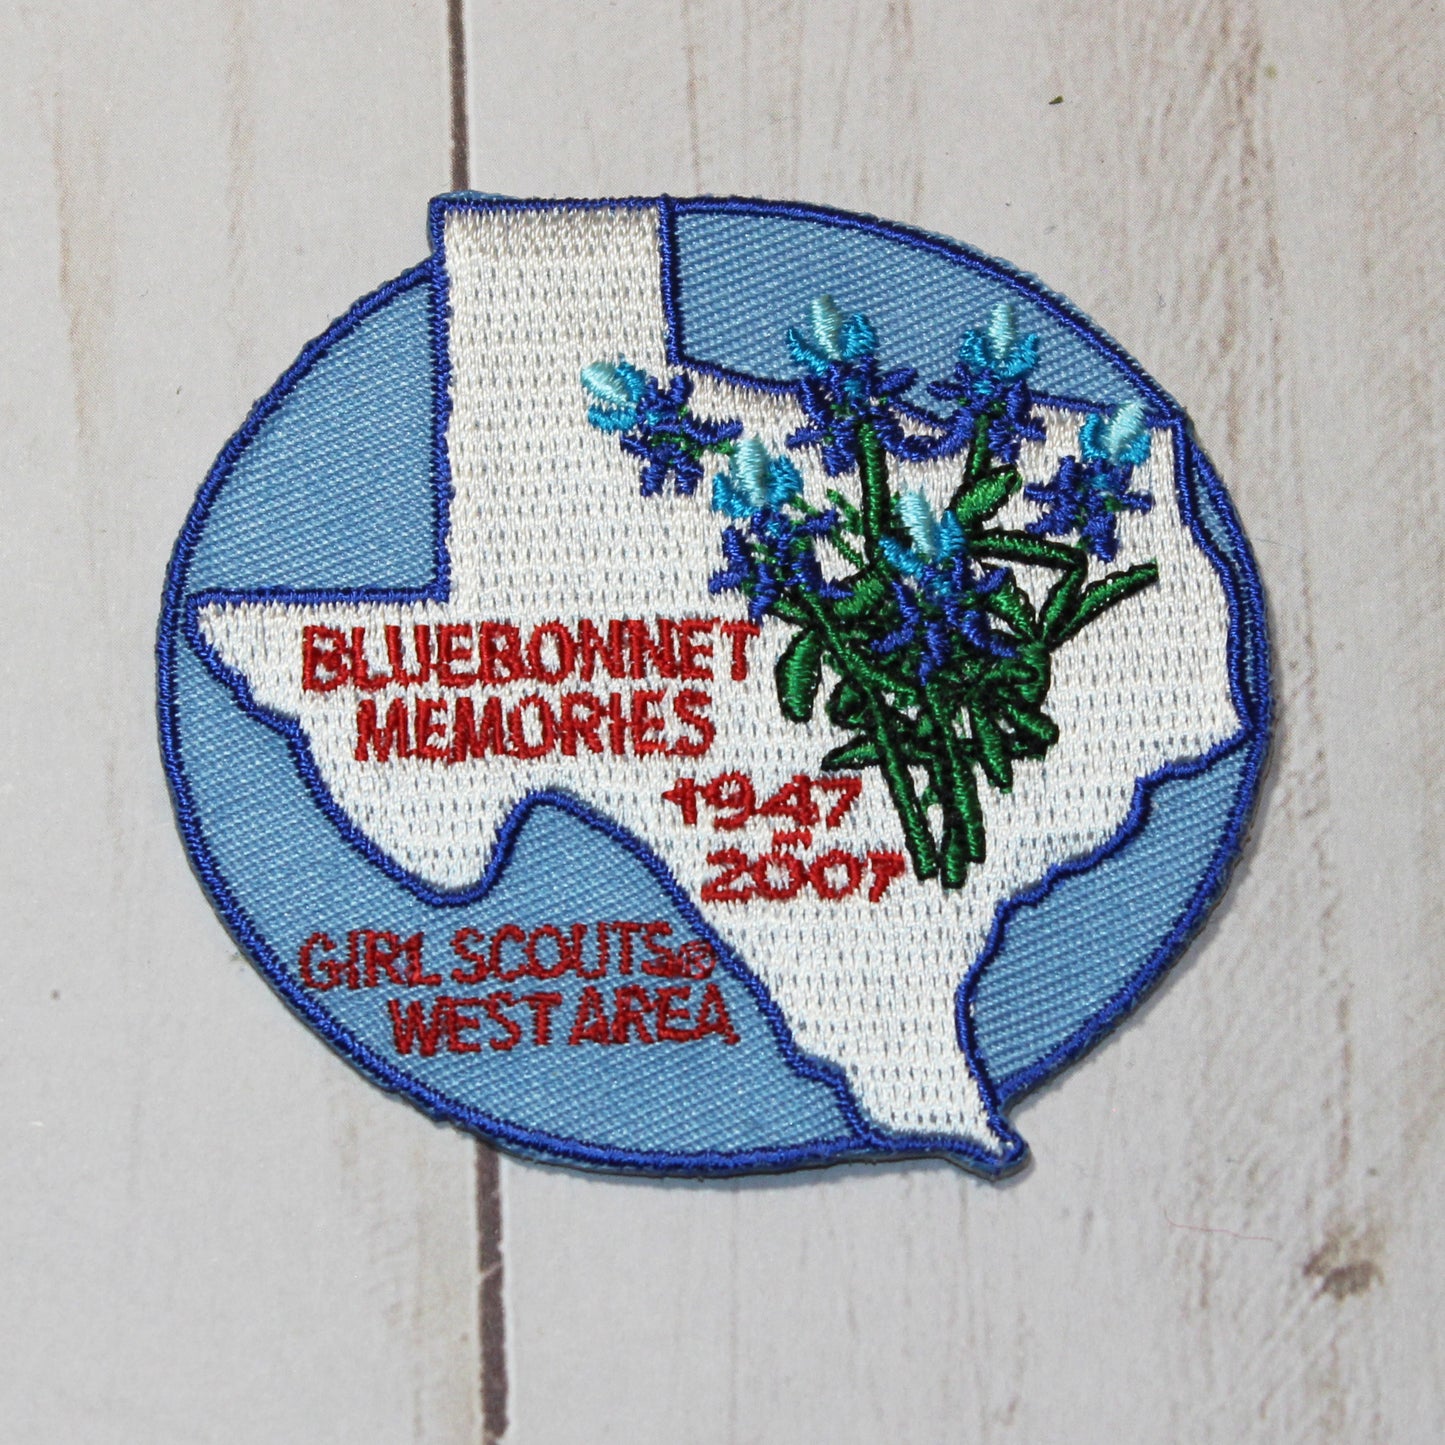 BLUEBONNET
MEMORIES
1947
-
2007
GIRL SCOUTS®
WEST AREA